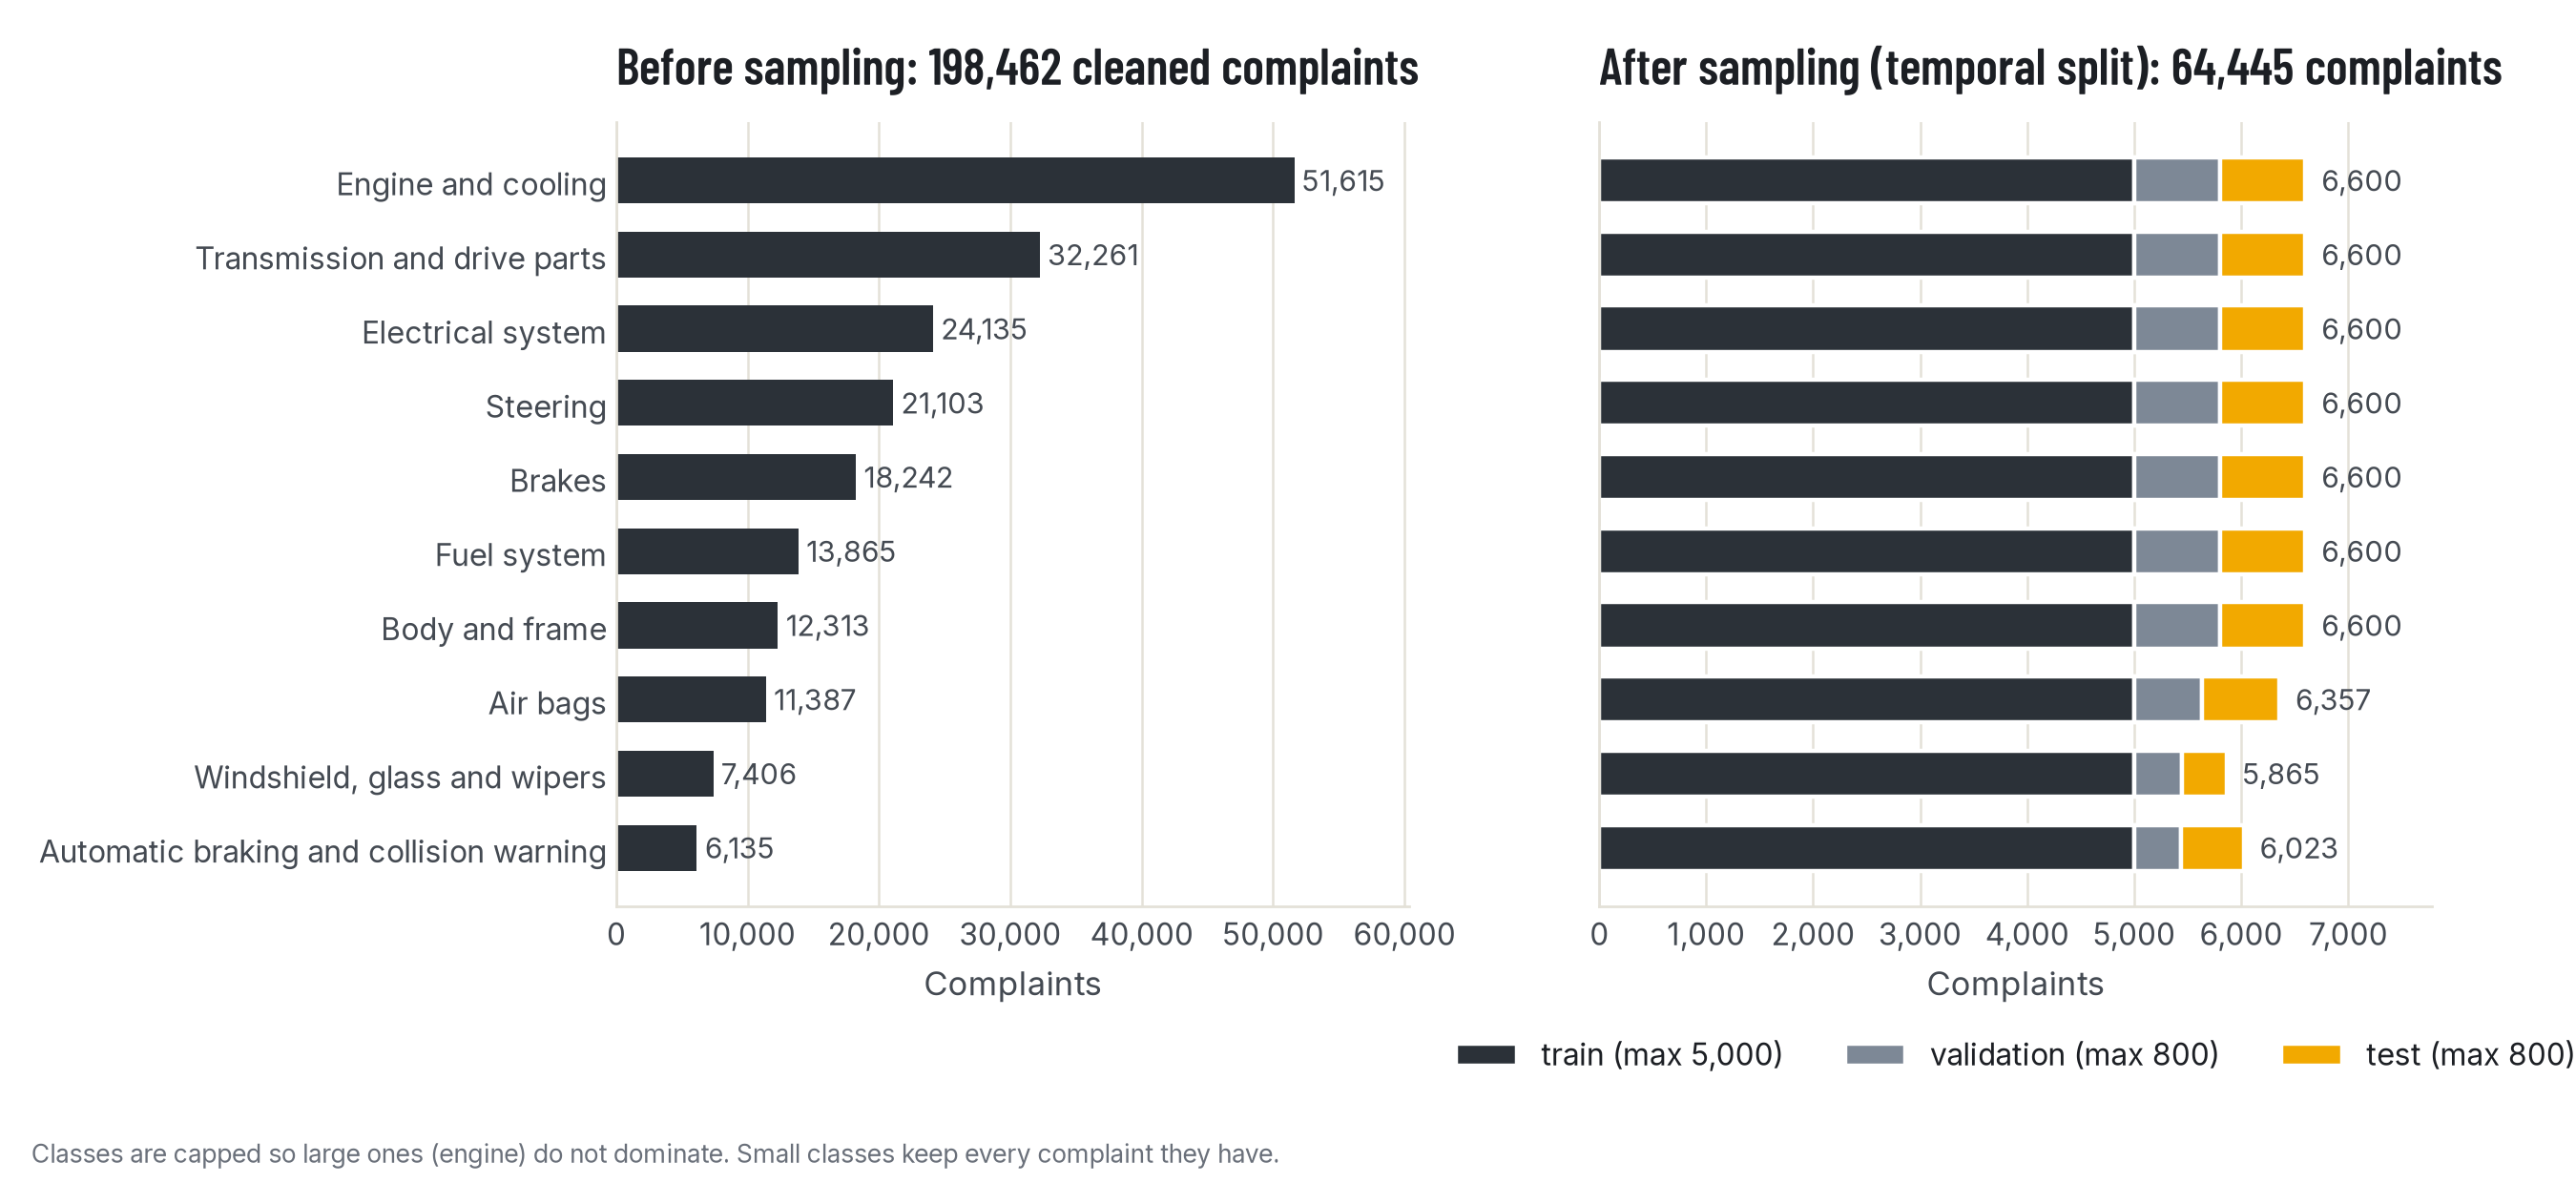 Before sampling: 198,462 cleaned complaints
Engine and cooling 51,615
Transmission and drive parts 32,261
Electrical system 24,135
Steering 21,103
Brakes 18,242
Fuel system 13,865
Body and frame 12,313
Air bags 11,387
Windshield, glass and wipers 7,406
Automatic braking and collision warning 6,135
0 10,000 20,000 30,000 40,000 50,000 60,000
Complaints
After sampling (temporal split): 64,445 complaints
6,600
6,600
6,600
6,600
6,600
6,600
6,600
6,357
5,865
6,023
0 1,000 2,000 3,000 4,000 5,000 6,000 7,000
Complaints
train (max 5,000) validation (max 800) test (max 800)
Classes are capped so large ones (engine) do not dominate. Small classes keep every complaint they have.